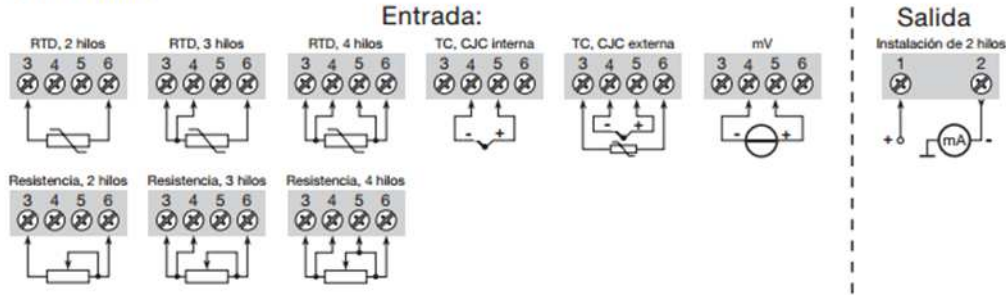 Entrada:
Salida
RTD, 2 hilos
RTD, 3 hilos
RTD, 4 hilos
TC, CJC interna
TC, CJC externa
mV
Instalación de 2 hilos
3 4 5 6
3 4 5 6
3 4 5 6
3 4 5 6
3 4 5 6
3 4 5 6
1 2
- +
- +
- +
+ mA -
Resistencia, 2 hilos
Resistencia, 3 hilos
Resistencia, 4 hilos
3 4 5 6
3 4 5 6
3 4 5 6